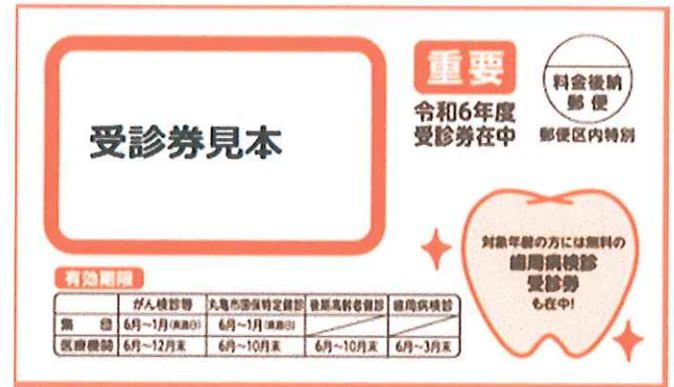 受診券見本
重要
令和6年度
受診券在中
料金後納
郵便
郵便区内特別
対象年齢の方には無料の
歯周病検診
受診券
も在中!
有効期限
がん検診等 丸亀市国保特定健診 後期高齢者健診 歯周病検診
集団 6月~1月 6月~1月
医療機関 6月~12月末 6月~10月末 6月~10月末 6月~3月末